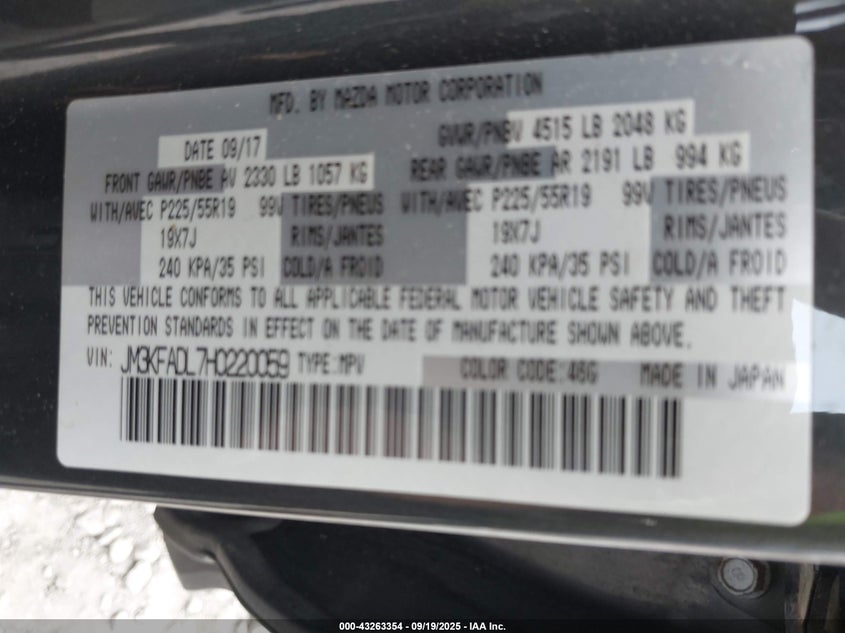 MFD. BY MAZDA MOTOR CORPORATION
DATE 09/17 GVWR/PNBV 4515 LB 2048 KG
FRONT GAWR/PNBE AV 2330 LB 1057 KG REAR GAWR/PNBE AR 2191 LB 994 KG
WITH/AVEC P225/55R19 99V TIRES/PNEUS WITH/AVEC P225/55R19 99V TIRES/PNEUS
19X7J RIMS/JANTES 19X7J RIMS/JANTES
240 KPA/35 PSI COLD/A FROID 240 KPA/35 PSI COLD/A FROID
THIS VEHICLE CONFORMS TO ALL APPLICABLE FEDERAL MOTOR VEHICLE SAFETY AND THEFT
PREVENTION STANDARDS IN EFFECT ON THE DATE OF MANUFACTURE SHOWN ABOVE.
VIN: JM3KFADL7H0220059 TYPE:MPV COLOR CODE:46G MADE IN JAPAN
000-43263354 - 09/19/2025 - IAA Inc.